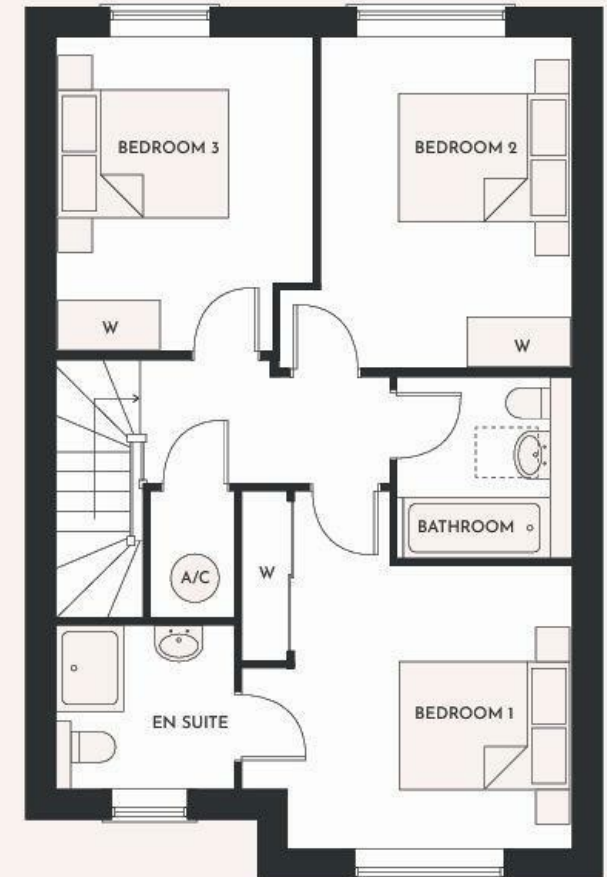 BEDROOM 3
BEDROOM 2
W
W
BATHROOM
A/C
W
EN SUITE
BEDROOM 1